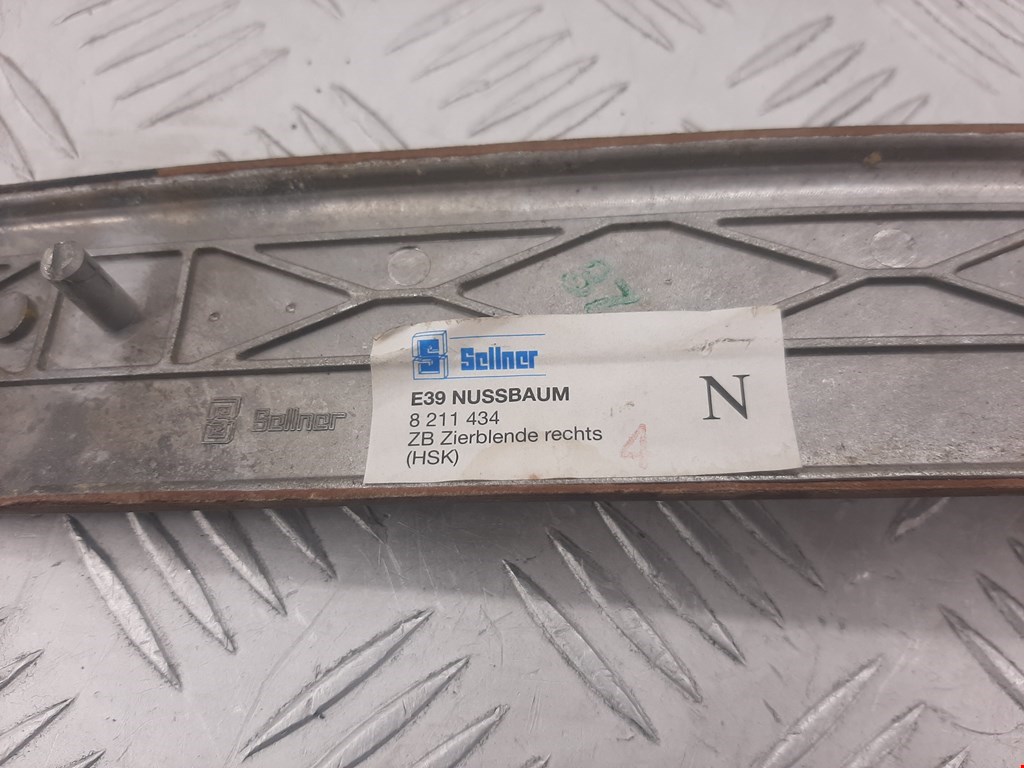 Sellner
E39 NUSSBAUM
8 211 434
ZB Zierblende rechts
(HSK)
N
4
Sellner